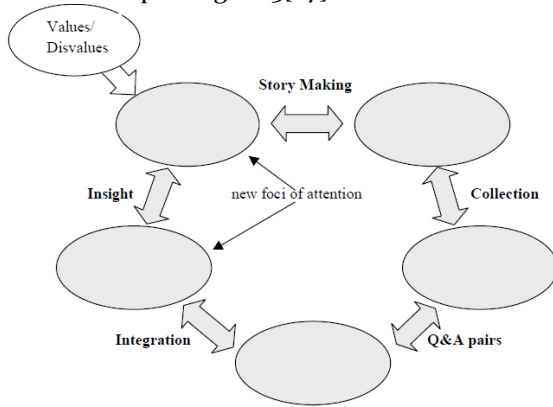 Values/
Disvalues
Story Making
Insight
new foci of attention
Collection
Integration
Q&A pairs